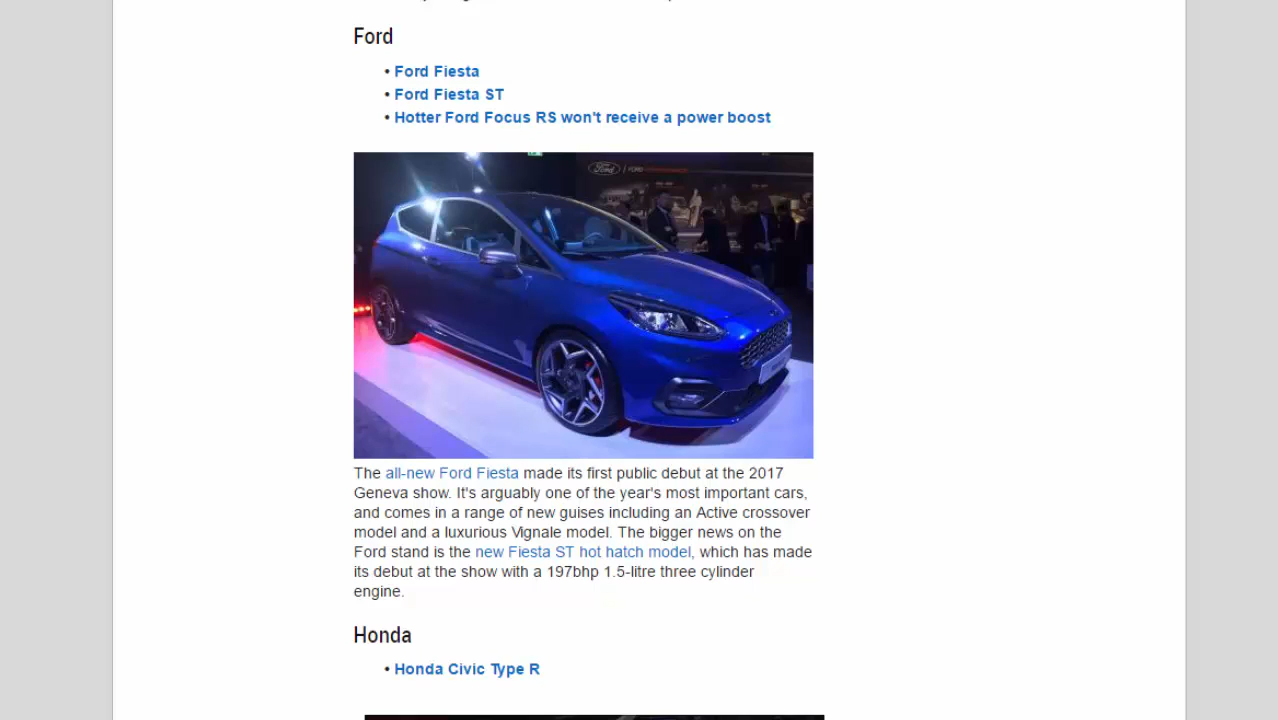 Ford
• Ford Fiesta
• Ford Fiesta ST
• Hotter Ford Focus RS won't receive a power boost
Ford
The all-new Ford Fiesta made its first public debut at the 2017
Geneva show. It's arguably one of the year's most important cars,
and comes in a range of new guises including an Active crossover
model and a luxurious Vignale model. The bigger news on the
Ford stand is the new Fiesta ST hot hatch model, which has made
its debut at the show with a 197bhp 1.5-litre three cylinder
engine.
Honda
• Honda Civic Type R